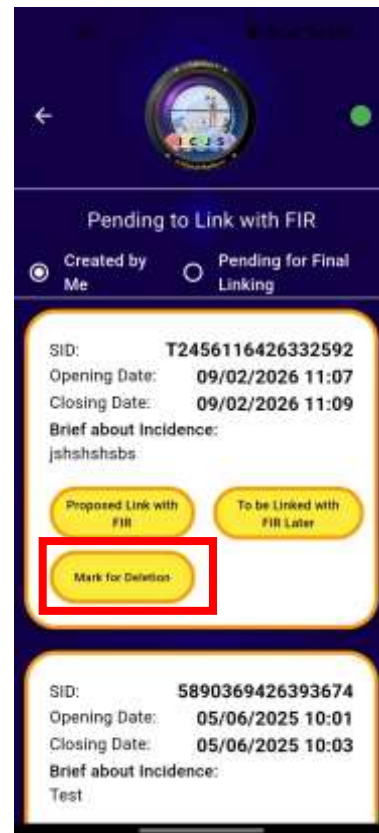 ICJS
Pending to Link with FIR
Created by Me
Pending for Final Linking
SID: T24561116426332592
Opening Date: 09/02/2026 11:07
Closing Date: 09/02/2026 11:09
Brief about Incidence:
jshshshsbs
Proposed Link with FIR
To be Linked with FIR Later
Mark for Deletion
SID: 5890369426393674
Opening Date: 05/06/2025 10:01
Closing Date: 05/06/2025 10:03
Brief about Incidence:
Test